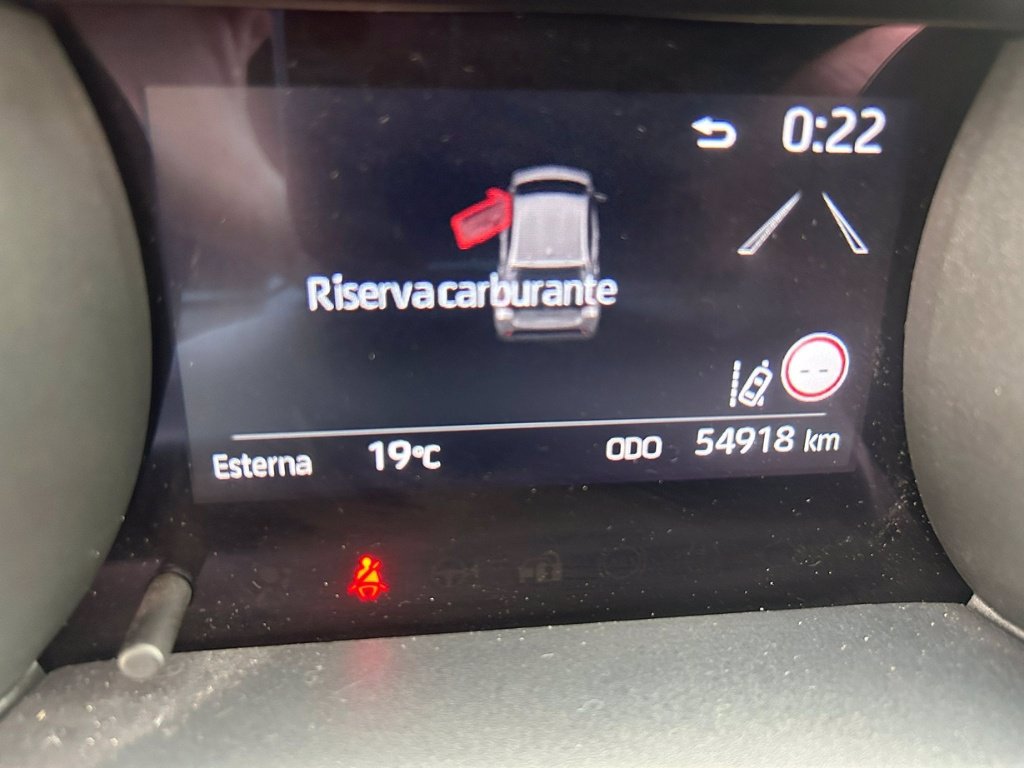 0:22
Riserva carburante
--
Esterna 19°C ODO 54918 km